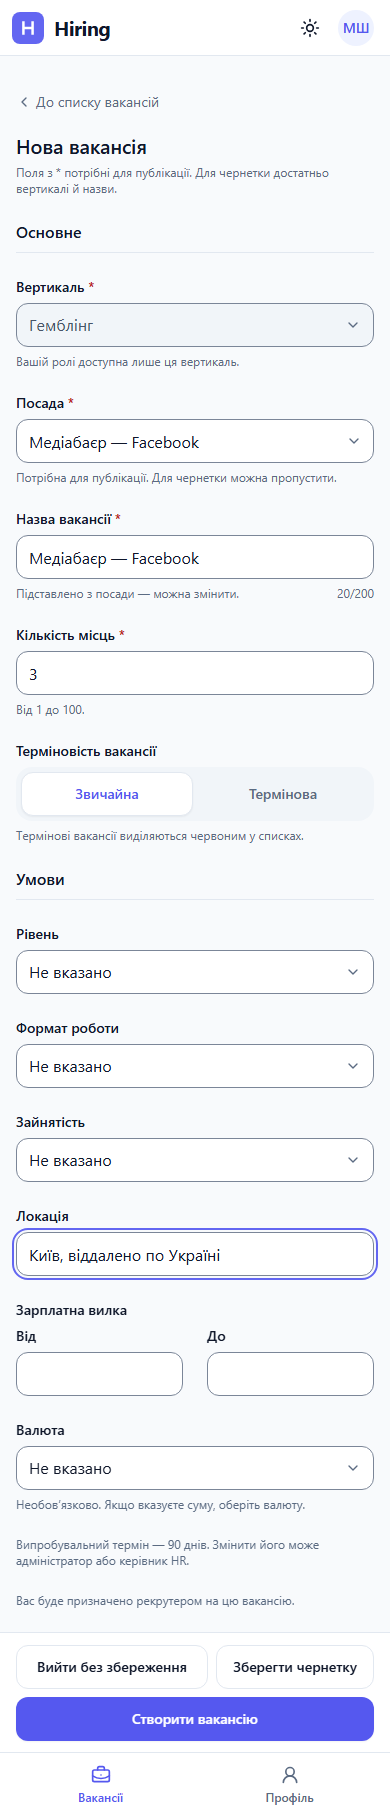 H Hiring
МШ
До списку вакансій
Нова вакансія
Поля з * потрібні для публікації. Для чернетки достатньо
вертикалі й назви.
Основне
Вертикаль *
Гемблінг
Вашій ролі доступна лише ця вертикаль.
Посада *
Медіабаєр — Facebook
Потрібна для публікації. Для чернетки можна пропустити.
Назва вакансії *
Медіабаєр — Facebook
Підставлено з посади — можна змінити. 20/200
Кількість місць *
3
Від 1 до 100.
Терміновість вакансії
Звичайна Термінова
Термінові вакансії виділяються червоним у списках.
Умови
Рівень
Не вказано
Формат роботи
Не вказано
Зайнятість
Не вказано
Локація
Київ, віддалено по Україні
Зарплатна вилка
Від До
Валюта
Не вказано
Необов'язково. Якщо вказуєте суму, оберіть валюту.
Випробувальний термін — 90 днів. Змінити його може
адміністратор або керівник HR.
Вас буде призначено рекрутером на цю вакансію.
Вийти без збереження Зберегти чернетку
Створити вакансію
Вакансії Профіль